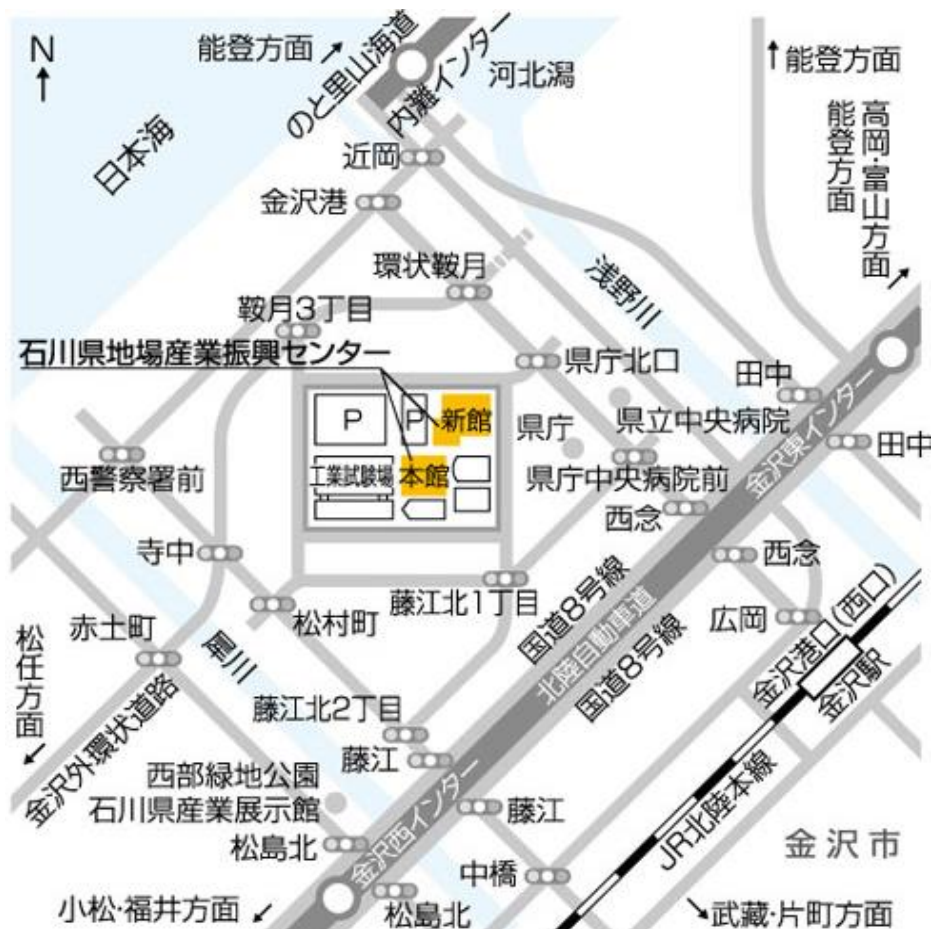 N
能登方面
のと里山海道
内灘インター
河北潟
能登方面
高岡・富山方面
能登方面
日本海
近岡
金沢港
環状鞍月
浅野川
鞍月3丁目
石川県地場産業振興センター
県庁北口
田中
P
P
新館
県庁
県立中央病院
金沢東インター
田中
西警察署前
工業試験場
本館
県庁中央病院前
西念
寺中
西念
藤江北1丁目
国道8号線
北陸自動車道
国道8号線
広岡
金沢港口(西口)
金沢駅
松村町
赤土町
松任方面
犀川
金沢外環状道路
藤江北2丁目
藤江
西部緑地公園
石川県産業展示館
藤江
松島北
金沢西インター
JR北陸本線
金沢市
中橋
小松・福井方面
松島北
武蔵・片町方面